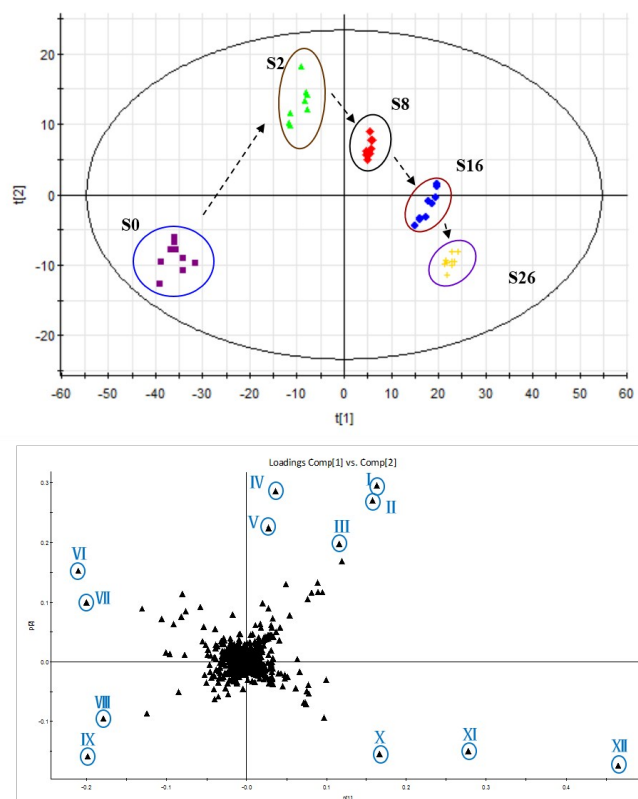 20
10
0
-10
-20
t[2]
S2
S8
S16
S0
S26
-60 -50 -40 -30 -20 -10 0 10 20 30 40 50 60
t[1]
Loadings Comp[1] vs. Comp[2]
0.3
0.2
0.1
0.0
-0.1
IV
I
II
V
III
VI
VII
VIII
IX
X
XI
XII
-0.2 -0.1 -0.0 0.1 0.2 0.3 0.4 0.5